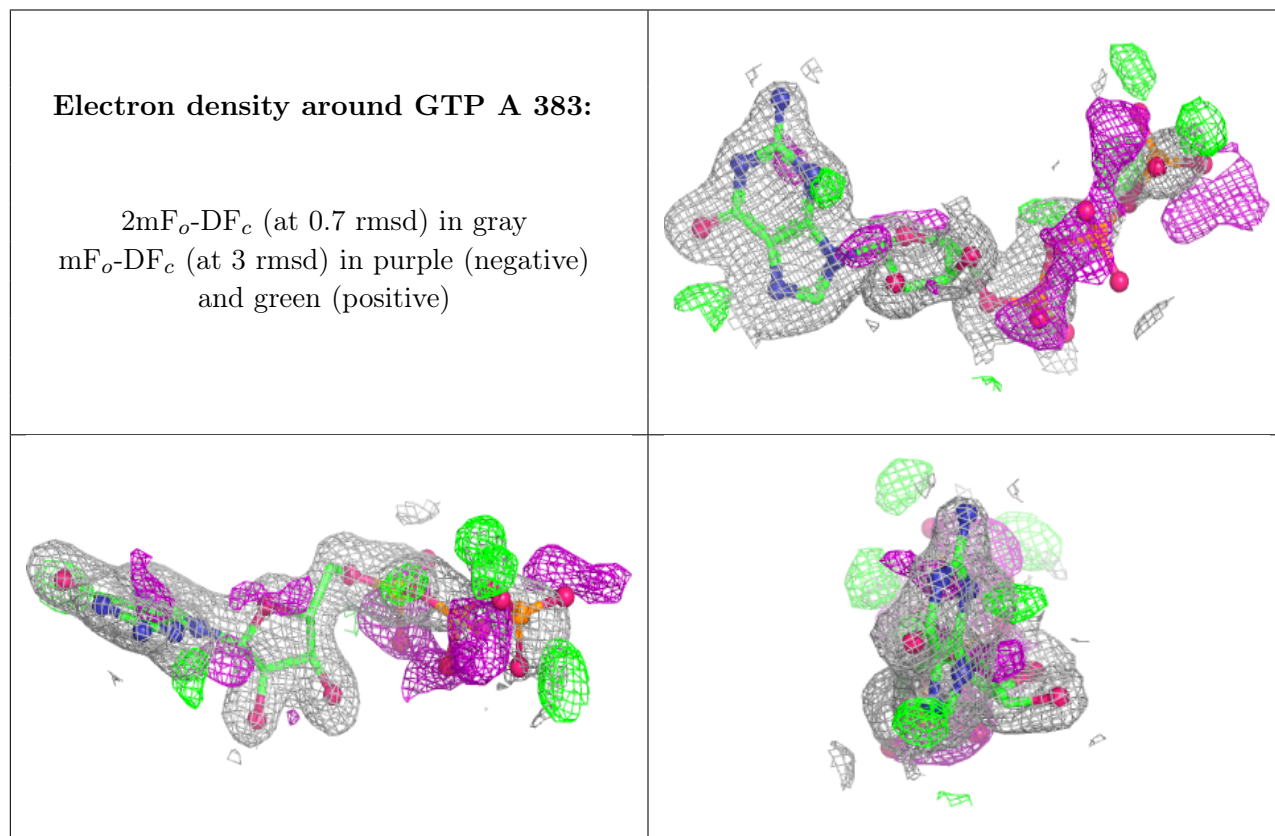 Electron density around GTP A 383:
2mFo-DFc (at 0.7 rmsd) in gray
mFo-DFc (at 3 rmsd) in purple (negative)
and green (positive)